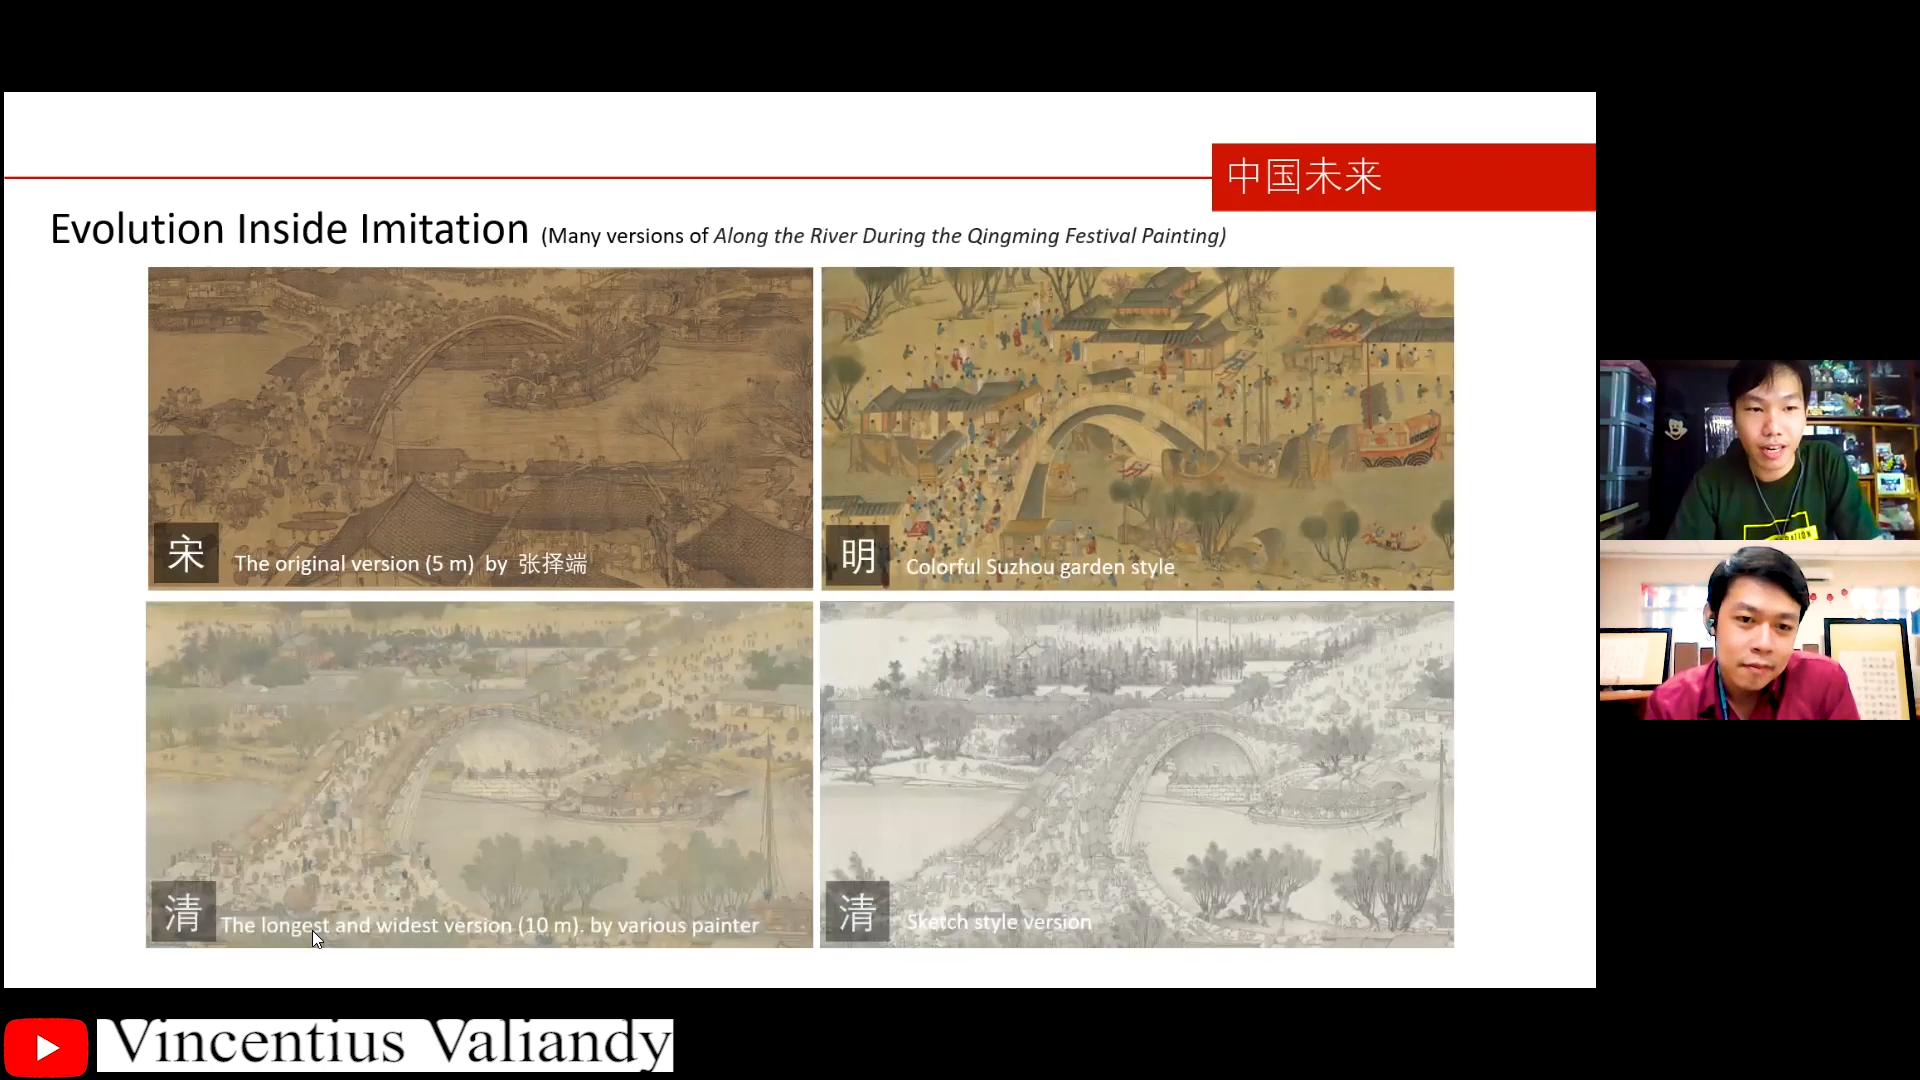 中国未来
Evolution Inside Imitation (Many versions of Along the River During the Qingming Festival Painting)
宋 The original version (5 m) by 张择端
明 Colorful Suzhou garden style
清 The longest and widest version (10 m). by various painter
清 Sketch style version
Vincentius Valiandy